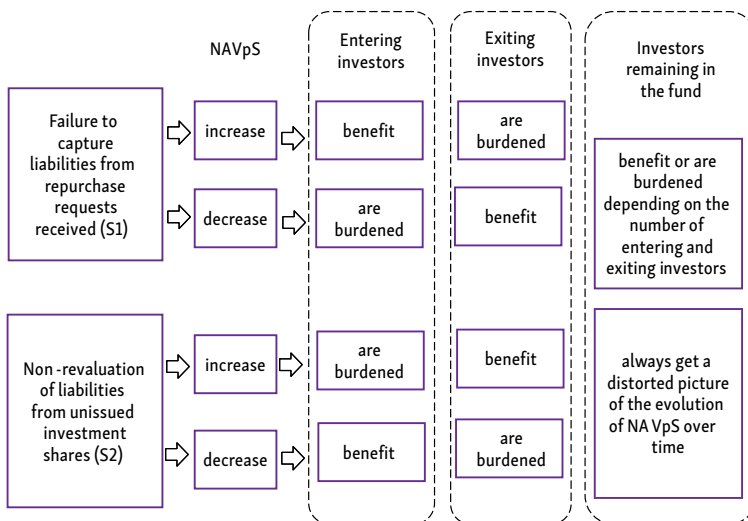 NAVpS
Entering
investors
Exiting
investors
Investors
remaining in
the fund
Failure to
capture
liabilities from
repurchase
requests
received (S1)
increase
benefit
are
burdened
decrease
are
burdened
benefit
benefit or are
burdened
depending on the
number of
entering and
exiting investors
Non -revaluation
of liabilities
from unissued
investment
shares (S2)
increase
are
burdened
benefit
decrease
benefit
are
burdened
always get a
distorted picture
of the evolution
of NA VpS over
time